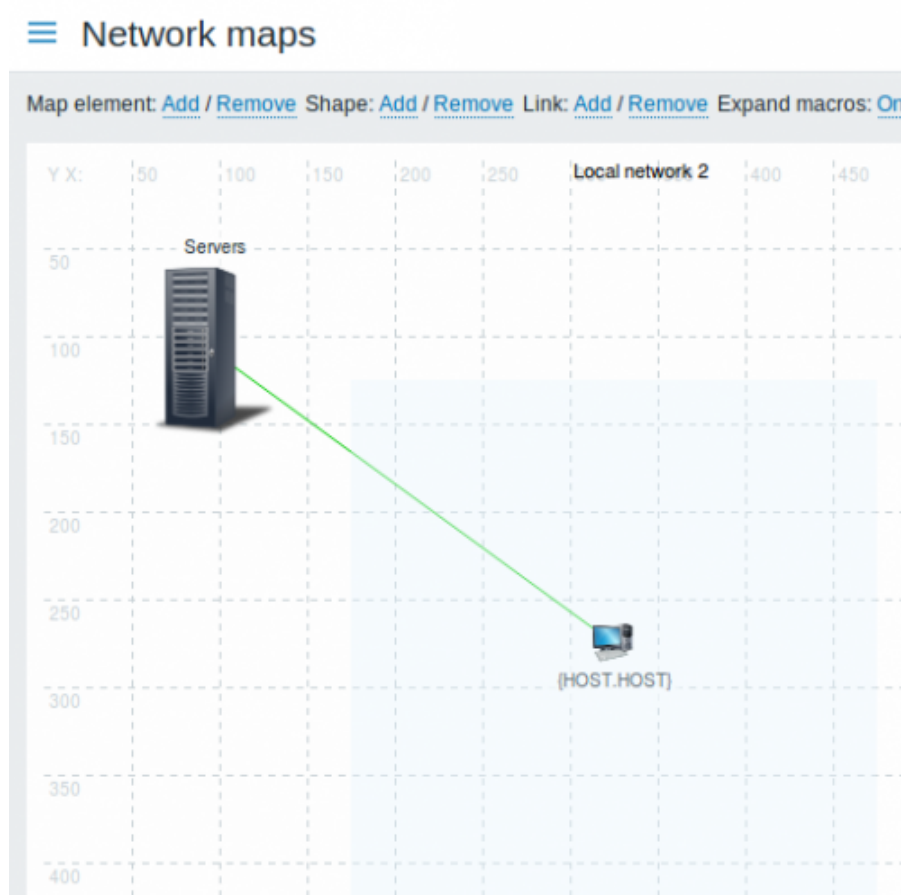 Network maps
Map element: Add / Remove Shape: Add / Remove Link: Add / Remove Expand macros: On
Y X: 50 100 150 200 250 Local network 2 400 450
Servers
50
100
150
200
250
{HOST.HOST}
300
350
400